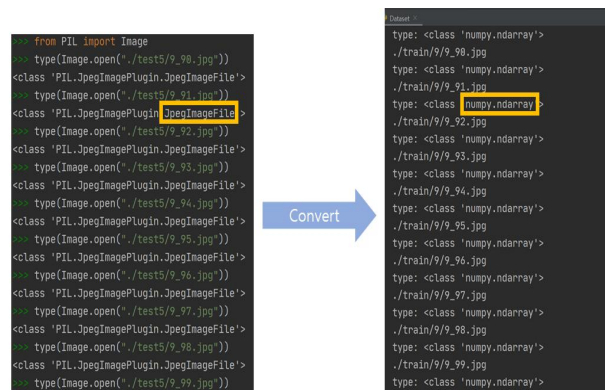 >>> from PIL import Image
>>> type(Image.open("./test5/9_90.jpg"))
<class 'PIL.JpegImagePlugin.JpegImageFile'>
>>> type(Image.open("./test5/9_91.jpg"))
<class 'PIL.JpegImagePlugin.JpegImageFile'>
>>> type(Image.open("./test5/9_92.jpg"))
<class 'PIL.JpegImagePlugin.JpegImageFile'>
>>> type(Image.open("./test5/9_93.jpg"))
<class 'PIL.JpegImagePlugin.JpegImageFile'>
>>> type(Image.open("./test5/9_94.jpg"))
<class 'PIL.JpegImagePlugin.JpegImageFile'>
>>> type(Image.open("./test5/9_95.jpg"))
<class 'PIL.JpegImagePlugin.JpegImageFile'>
>>> type(Image.open("./test5/9_96.jpg"))
<class 'PIL.JpegImagePlugin.JpegImageFile'>
>>> type(Image.open("./test5/9_97.jpg"))
<class 'PIL.JpegImagePlugin.JpegImageFile'>
>>> type(Image.open("./test5/9_98.jpg"))
<class 'PIL.JpegImagePlugin.JpegImageFile'>
>>> type(Image.open("./test5/9_99.jpg"))
Convert
Dataset ×
type: <class 'numpy.ndarray'>
./train/9/9_90.jpg
type: <class 'numpy.ndarray'>
./train/9/9_91.jpg
type: <class 'numpy.ndarray'>
./train/9/9_92.jpg
type: <class 'numpy.ndarray'>
./train/9/9_93.jpg
type: <class 'numpy.ndarray'>
./train/9/9_94.jpg
type: <class 'numpy.ndarray'>
./train/9/9_95.jpg
type: <class 'numpy.ndarray'>
./train/9/9_96.jpg
type: <class 'numpy.ndarray'>
./train/9/9_97.jpg
type: <class 'numpy.ndarray'>
./train/9/9_98.jpg
type: <class 'numpy.ndarray'>
./train/9/9_99.jpg
type: <class 'numpy.ndarray'>